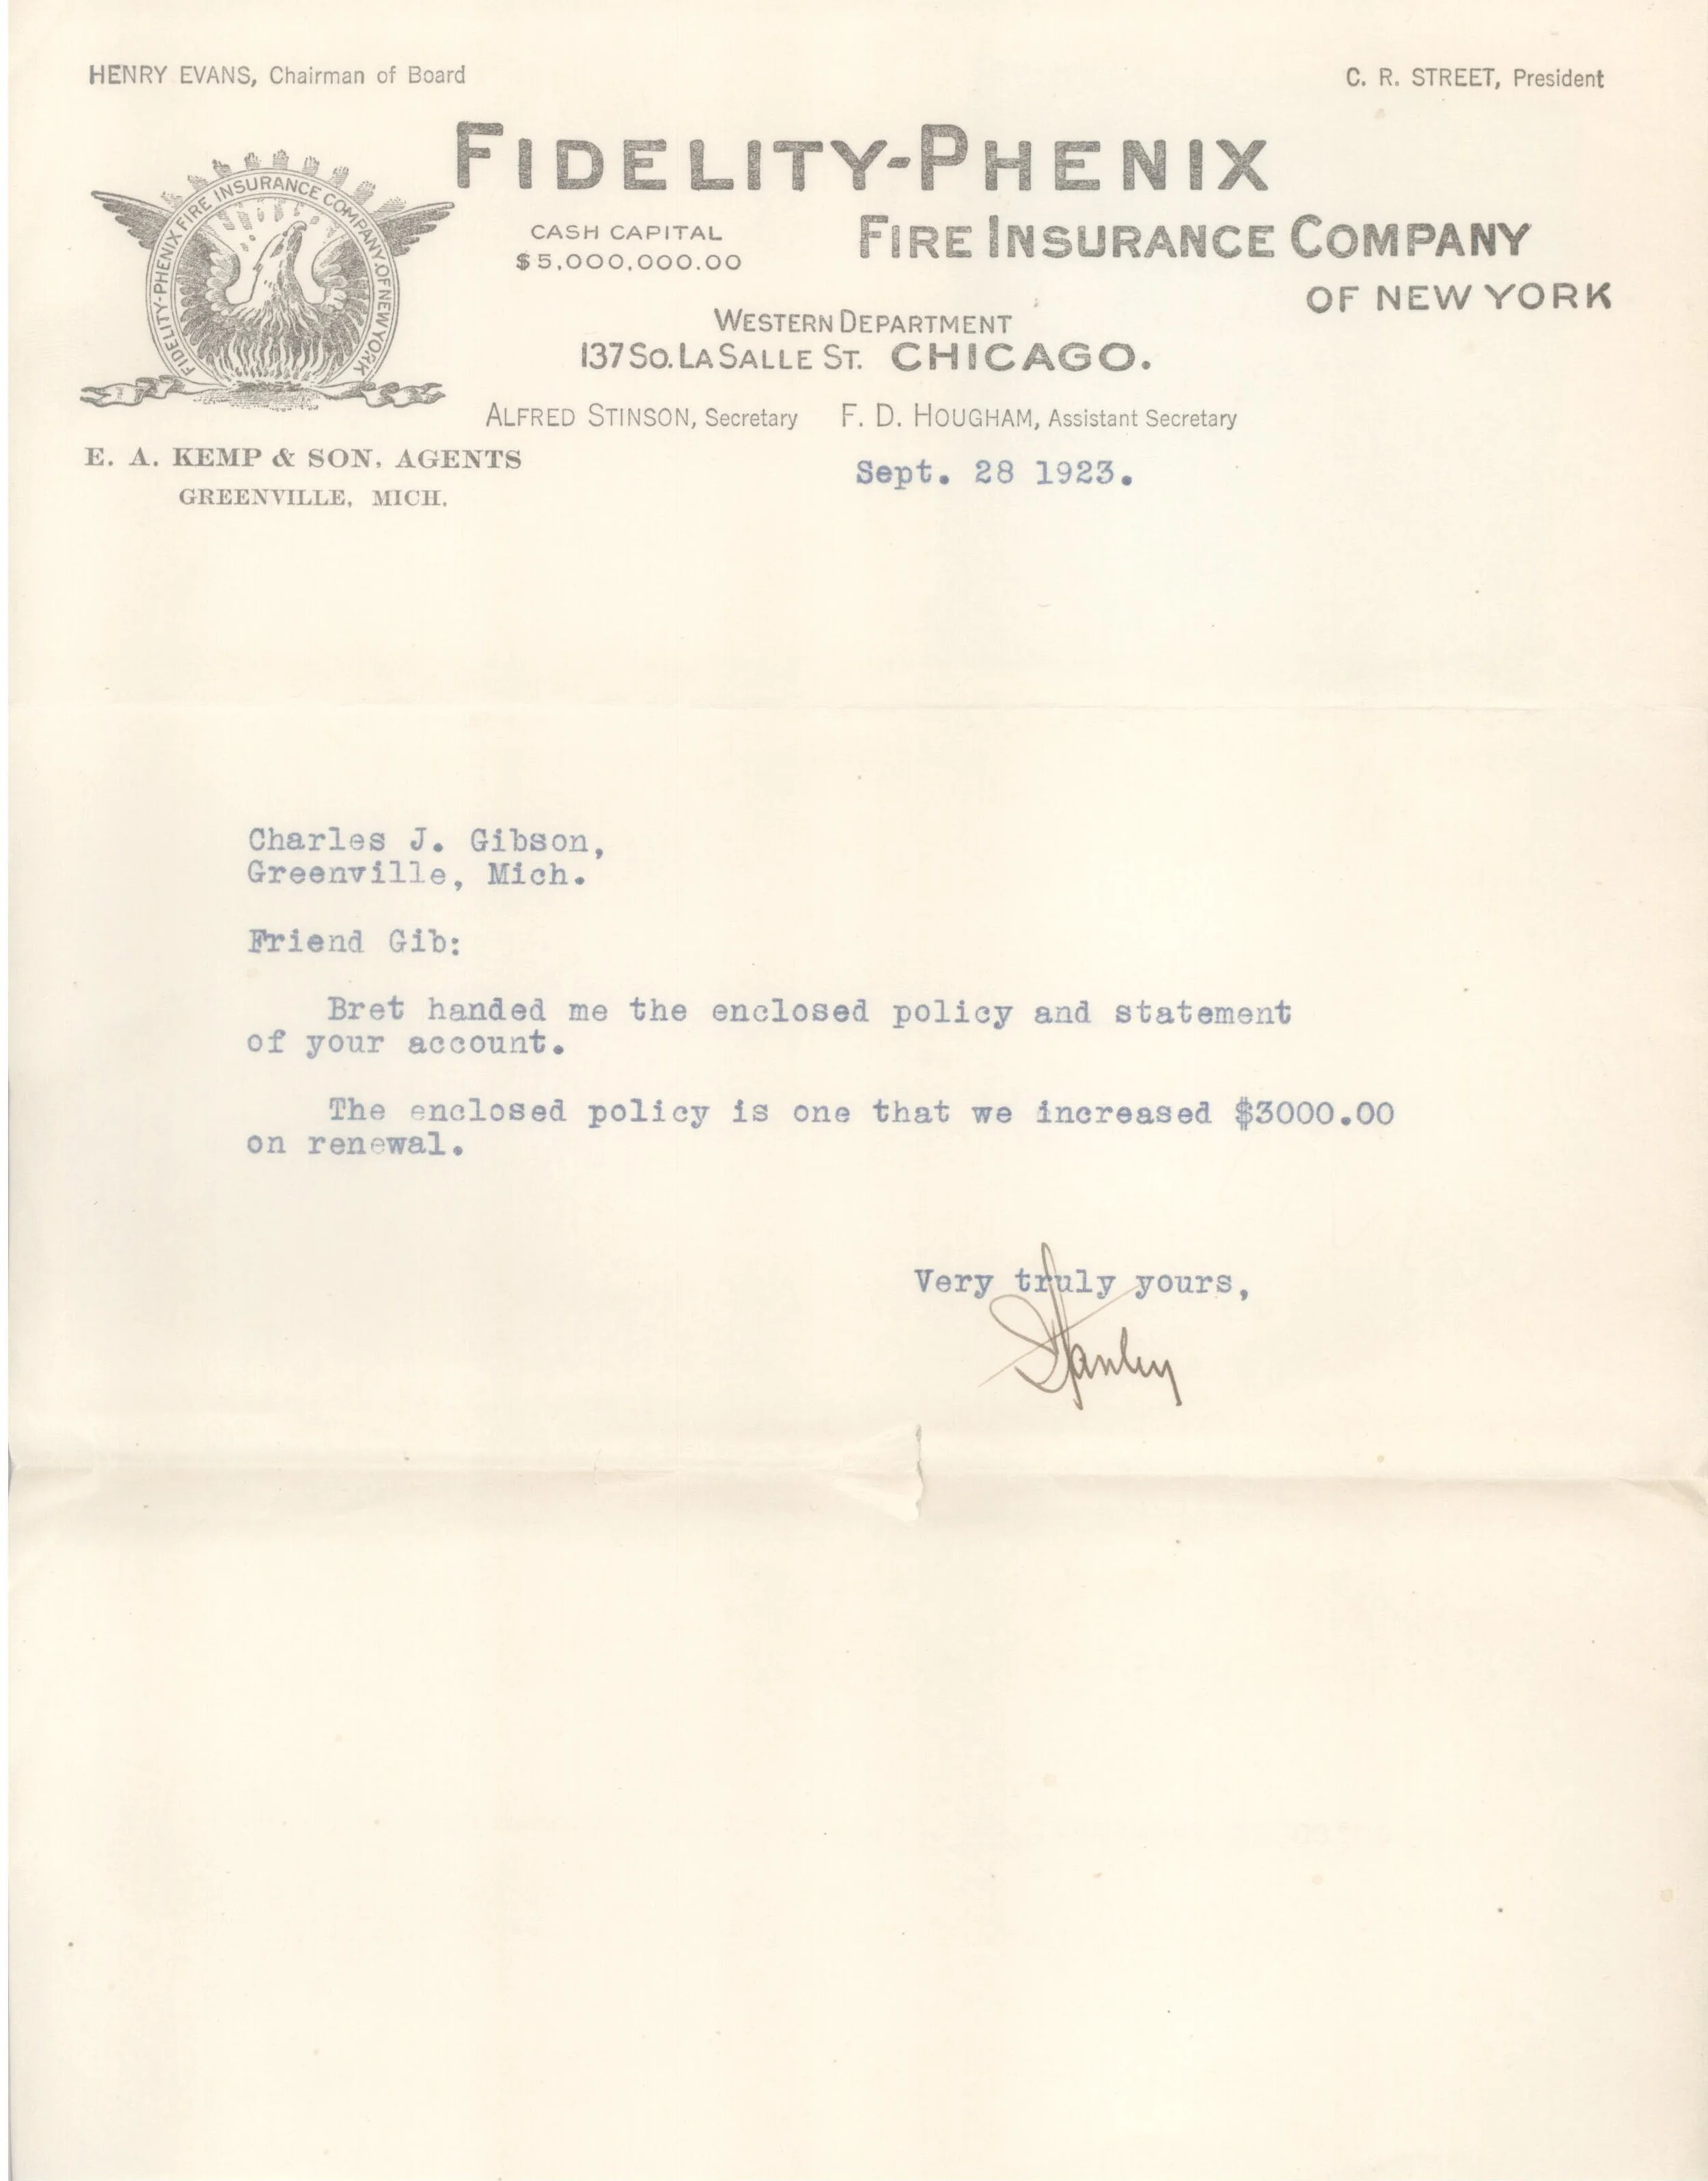 HENRY EVANS, Chairman of Board
C. R. STREET, President
FIDELITY-PHENIX
FIRE INSURANCE COMPANY
OF NEW YORK
FIDELITY-PHENIX FIRE INSURANCE COMPANY. OF NEW YORK
CASH CAPITAL
$5,000,000.00
WESTERN DEPARTMENT
137 SO. LA SALLE ST. CHICAGO.
ALFRED STINSON, Secretary F. D. HOUGHAM, Assistant Secretary
E. A. KEMP & SON, AGENTS
GREENVILLE, MICH.
Sept. 28 1923.
Charles J. Gibson,
Greenville, Mich.
Friend Gib:
Bret handed me the enclosed policy and statement
of your account.
The enclosed policy is one that we increased $3000.00
on renewal.
Very truly yours,
Stanley